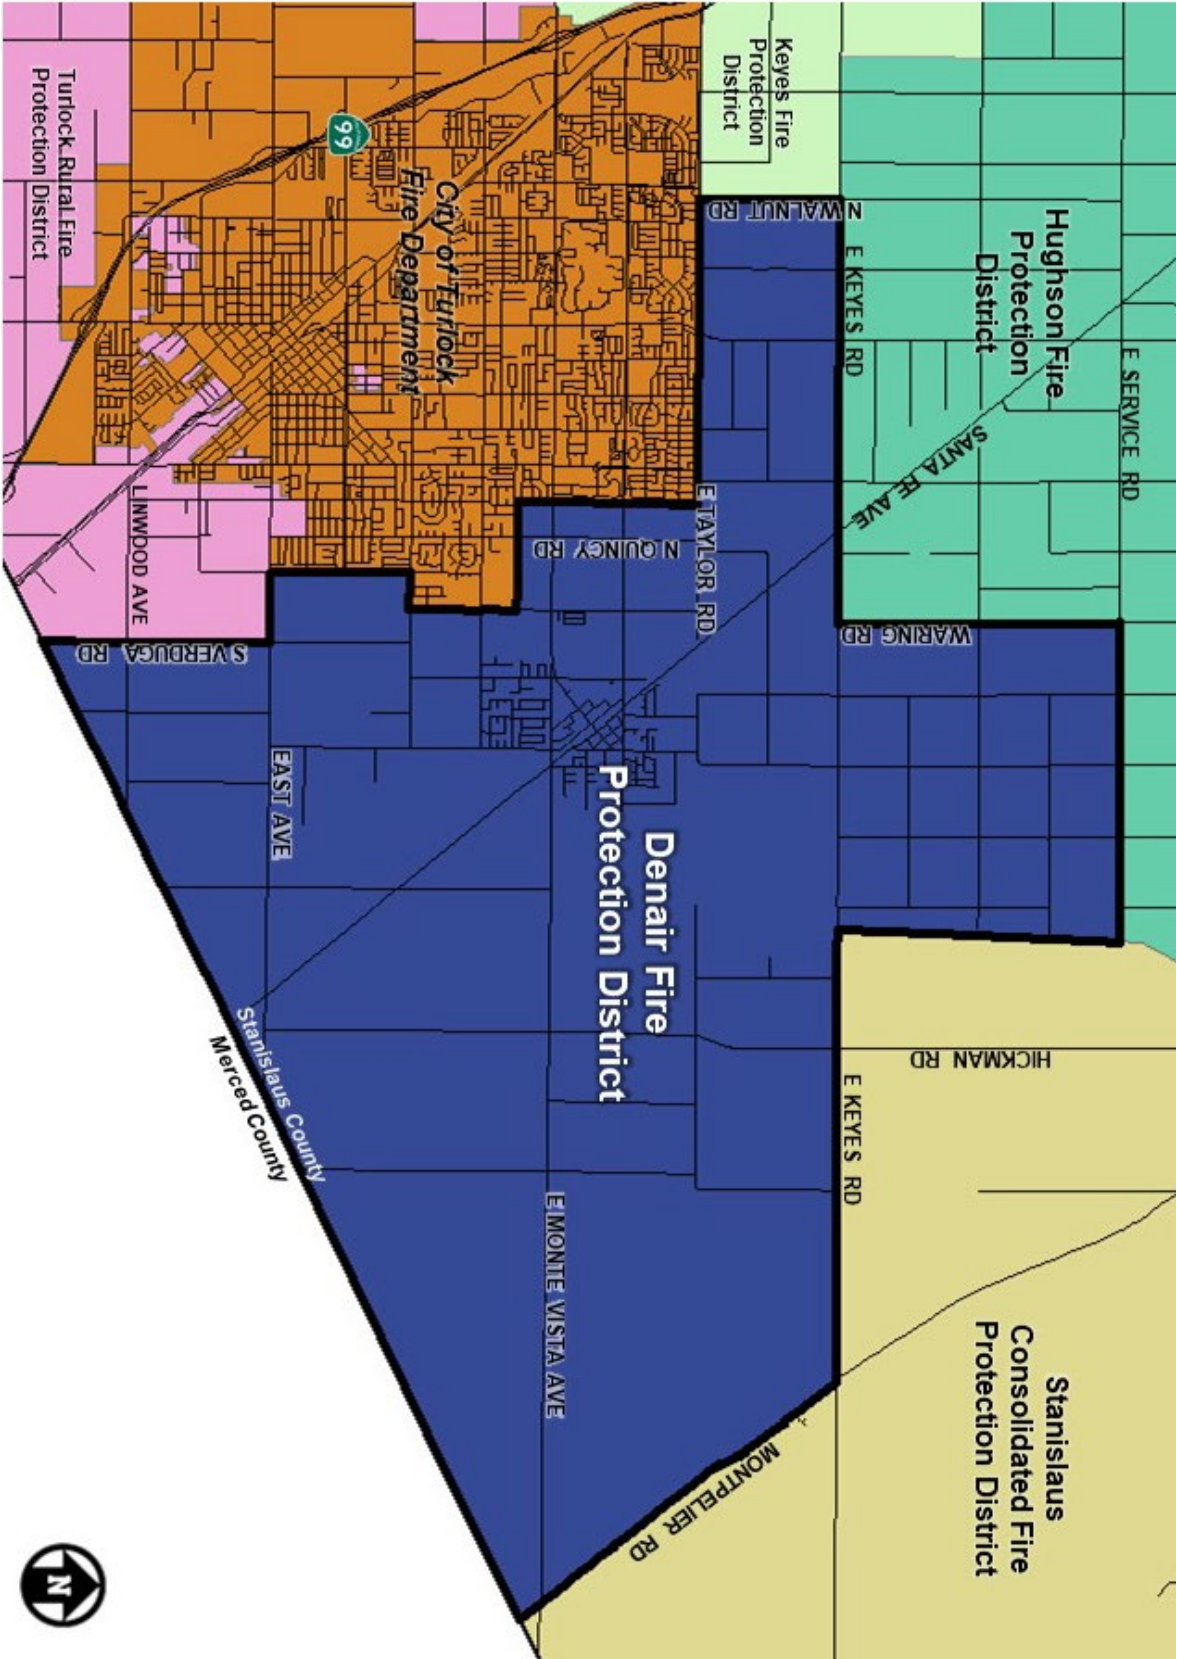 Keyes Fire
Protection
District
Turlock Rural Fire
Protection District
99
City of Turlock
Fire Department
N WALNUT RD
E KEYES RD
Hughson Fire
Protection
District
E SERVICE RD
SANTA FE AVE
E TAYLOR RD
N QUINCY RD
LINWOOD AVE
S VERDUGA RD
WARING RD
EAST AVE
Denair Fire
Protection District
Stanislaus County
Merced County
HICKMAN RD
E KEYES RD
E MONTE VISTA AVE
MONTPELIER RD
Stanislaus
Consolidated Fire
Protection District
N